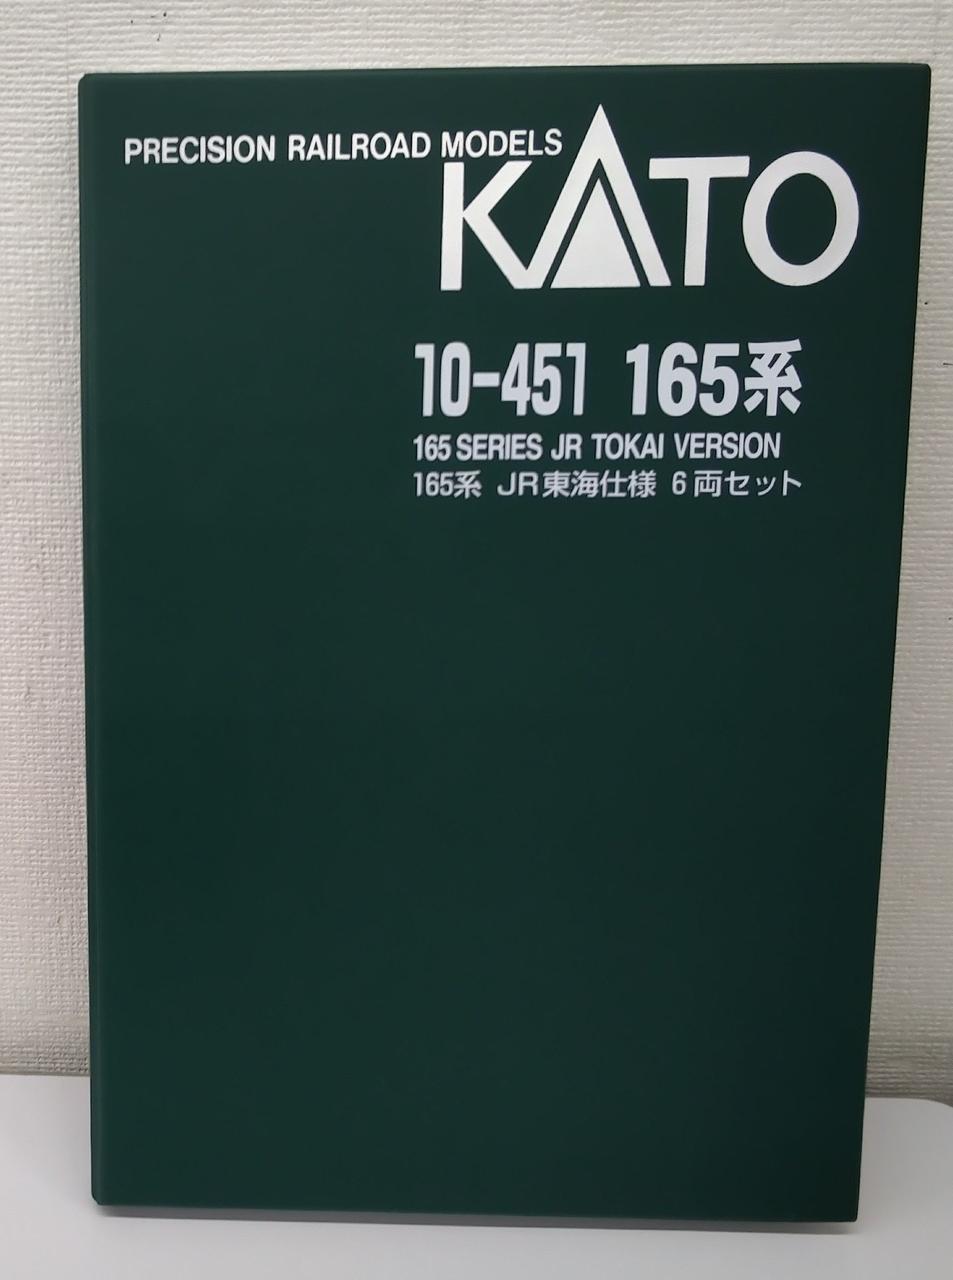 PRECISION RAILROAD MODELS
KATO
10-451 165系
165 SERIES JR TOKAI VERSION
165系 JR東海仕様 6両セット